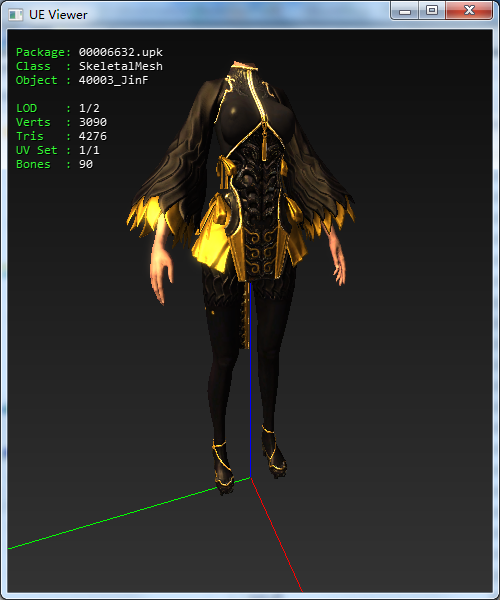 UE Viewer
Package: 00006632.upk
Class  : SkeletalMesh
Object : 40003_JinF
LOD    : 1/2
Verts  : 3090
Tris   : 4276
UV Set : 1/1
Bones  : 90